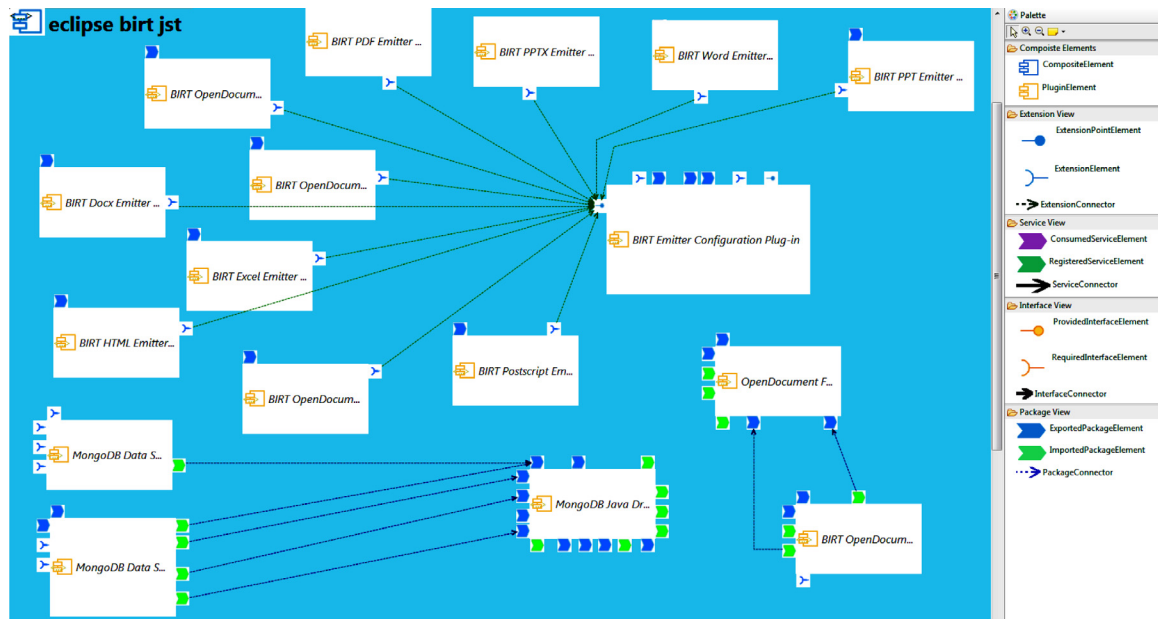 eclipse birt jst
BIRT PDF Emitter ...
BIRT PPTX Emitter ...
BIRT Word Emitter...
BIRT PPT Emitter ...
BIRT OpenDocum...
BIRT OpenDocum...
BIRT Docx Emitter ...
BIRT Emitter Configuration Plug-in
BIRT Excel Emitter ...
BIRT HTML Emitter...
BIRT OpenDocum...
BIRT Postscript Em...
OpenDocument F...
MongoDB Data S...
MongoDB Java Dr...
MongoDB Data S...
BIRT OpenDocum...
Palette
Compoiste Elements
CompositeElement
PluginElement
Extension View
ExtensionPointElement
ExtensionElement
ExtensionConnector
Service View
ConsumedServiceElement
RegisteredServiceElement
ServiceConnector
Interface View
ProvidedInterfaceElement
RequiredInterfaceElement
InterfaceConnector
Package View
ExportedPackageElement
ImportedPackageElement
PackageConnector